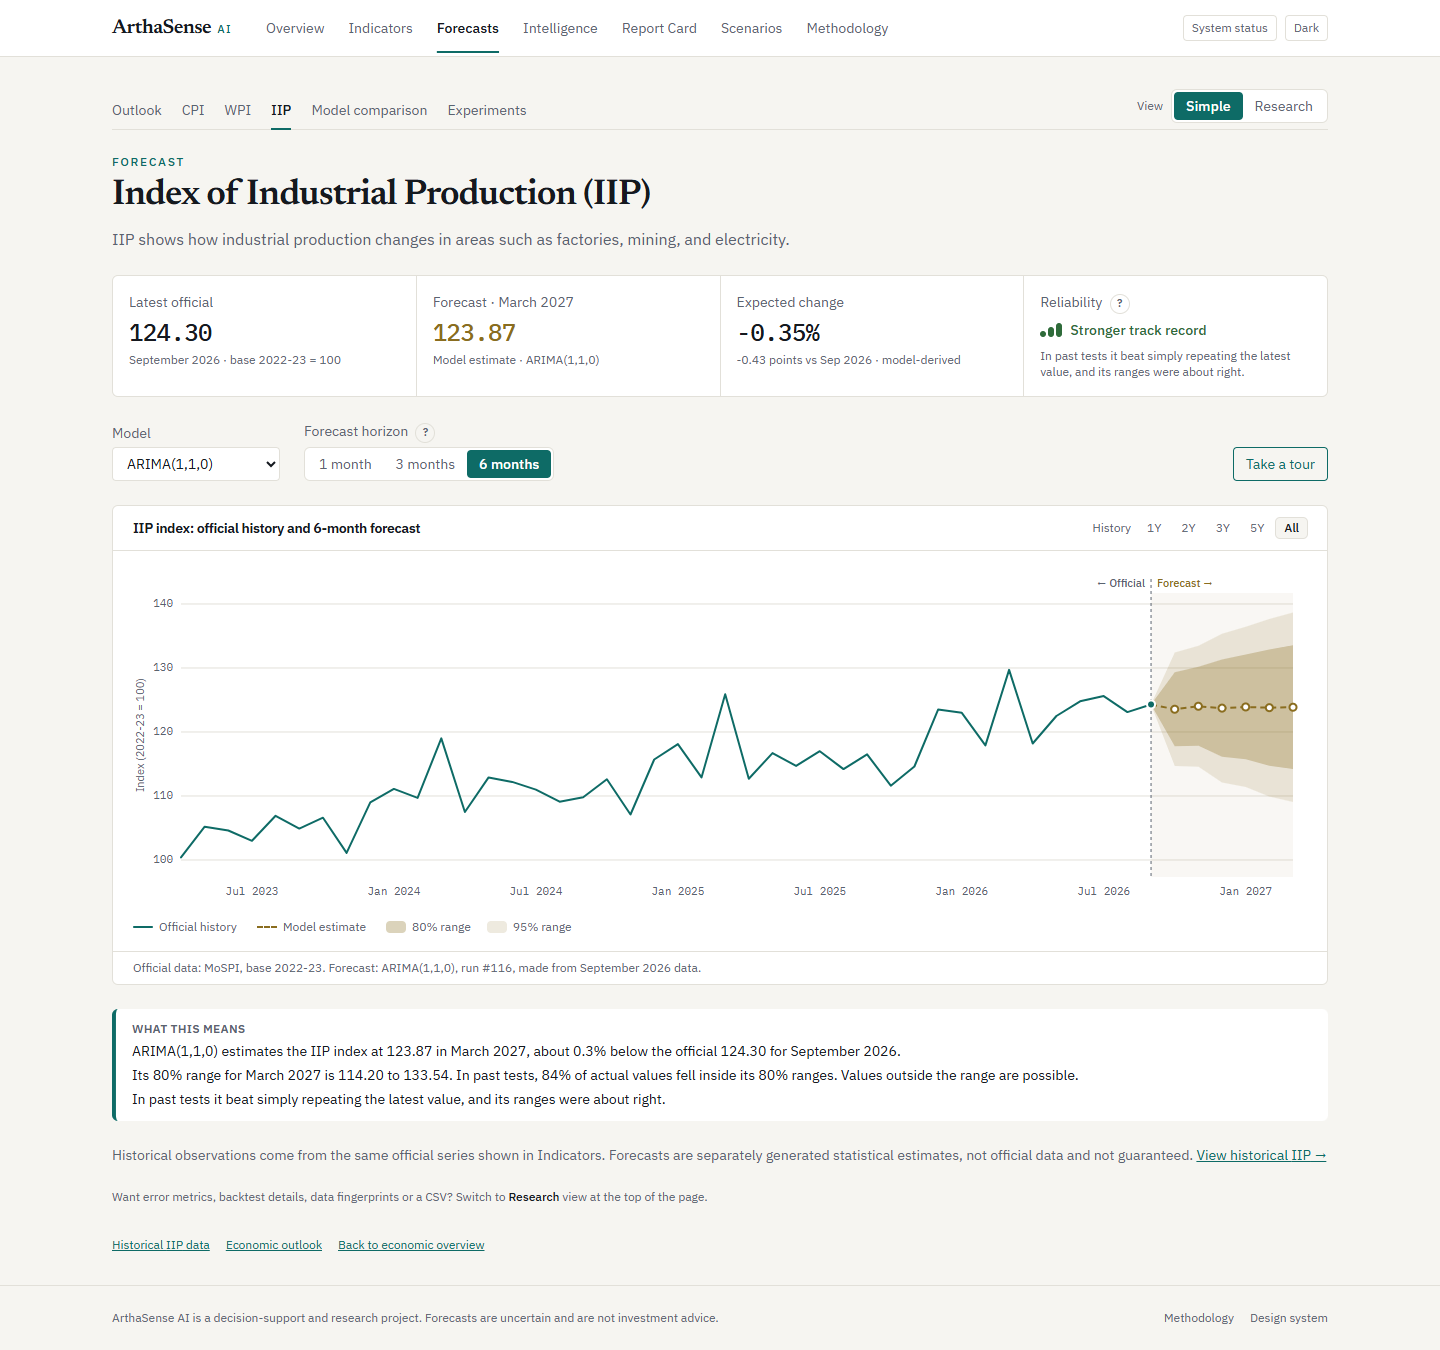 ArthaSense AI
Overview Indicators Forecasts Intelligence Report Card Scenarios Methodology
System status Dark
Outlook CPI WPI IIP Model comparison Experiments
View Simple Research
FORECAST
Index of Industrial Production (IIP)
IIP shows how industrial production changes in areas such as factories, mining, and electricity.
Latest official
124.30
September 2026 · base 2022-23 = 100
Forecast · March 2027
123.87
Model estimate · ARIMA(1,1,0)
Expected change
-0.35%
-0.43 points vs Sep 2026 · model-derived
Reliability ?
Stronger track record
In past tests it beat simply repeating the latest
value, and its ranges were about right.
Model
ARIMA(1,1,0)
Forecast horizon ?
1 month 3 months 6 months
Take a tour
IIP index: official history and 6-month forecast
History 1Y 2Y 3Y 5Y All
← Official Forecast →
140
130
120
110
100
Index (2022-23 = 100)
Jul 2023 Jan 2024 Jul 2024 Jan 2025 Jul 2025 Jan 2026 Jul 2026 Jan 2027
Official history Model estimate 80% range 95% range
Official data: MoSPI, base 2022-23. Forecast: ARIMA(1,1,0), run #116, made from September 2026 data.
WHAT THIS MEANS
ARIMA(1,1,0) estimates the IIP index at 123.87 in March 2027, about 0.3% below the official 124.30 for September 2026.
Its 80% range for March 2027 is 114.20 to 133.54. In past tests, 84% of actual values fell inside its 80% ranges. Values outside the range are possible.
In past tests it beat simply repeating the latest value, and its ranges were about right.
Historical observations come from the same official series shown in Indicators. Forecasts are separately generated statistical estimates, not official data and not guaranteed. View historical IIP →
Want error metrics, backtest details, data fingerprints or a CSV? Switch to Research view at the top of the page.
Historical IIP data Economic outlook Back to economic overview
ArthaSense AI is a decision-support and research project. Forecasts are uncertain and are not investment advice.
Methodology Design system